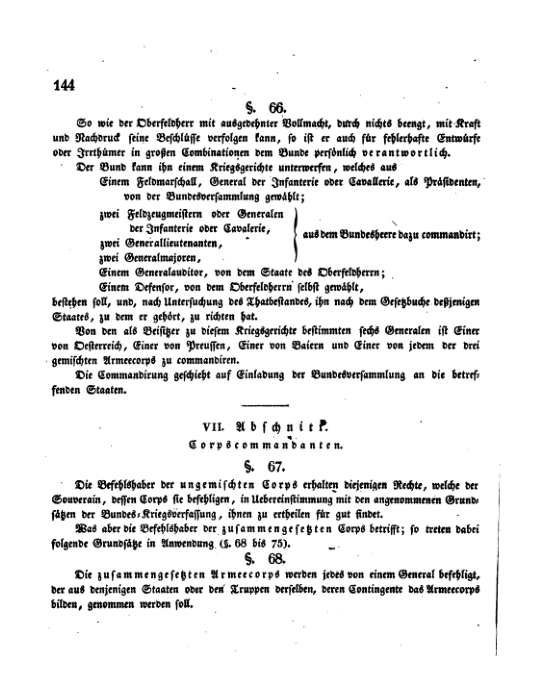 144
§. 66.
So wie der Oberfeldherr mit ausgedehnter Vollmacht, durch nichts beengt, mit Kraft
und Nachdruck seine Beschlüsse verfolgen kann, so ist er auch für fehlerhafte Entwürfe
oder Irrthümer in großen Combinationen dem Bunde persönlich verantwortlich.
Der Bund kann ihn einem Kriegsgerichte unterwerfen, welches aus
Einem Feldmarschall, General der Infanterie oder Cavallerie, als Präsidenten,
von der Bundesversammlung gewählt;
zwei Feldzeugmeistern oder Generalen
der Infanterie oder Cavalerie,
zwei Generallieutenanten,
zwei Generalmajoren,
aus dem Bundesheere dazu commandirt;
Einem Generalauditor, von dem Staate des Oberfeldherrn;
Einem Defensor, von dem Oberfeldherrn selbst gewählt,
bestehen soll, und, nach Untersuchung des Thatbestandes, ihn nach dem Gesetzbuche desjenigen
Staates, zu dem er gehört, zu richten hat.
Von den als Beisitzer zu diesem Kriegsgerichte bestimmten sechs Generalen ist Einer
von Oesterreich, Einer von Preussen, Einer von Baiern und Einer von jedem der drei
gemischten Armeecorps zu commandiren.
Die Commandirung geschieht auf Einladung der Bundesversammlung an die betref-
fenden Staaten.
VII. Abschnitt.
Corpscommandanten.
§. 67.
Die Befehlshaber der ungemischten Corps erhalten diejenigen Rechte, welche der
Souverain, dessen Corps sie befehligen, in Uebereinstimmung mit den angenommenen Grund-
sätzen der Bundes-Kriegsverfassung, ihnen zu ertheilen für gut findet.
Was aber die Befehlshaber der zusammengesetzten Corps betrifft; so treten dabei
folgende Grundsätze in Anwendung (§. 68 bis 75).
§. 68.
Die zusammengesetzten Armeecorps werden jedes von einem General befehligt,
der aus denjenigen Staaten oder den Truppen derselben, deren Contingente das Armeecorps
bilden, genommen werden soll.